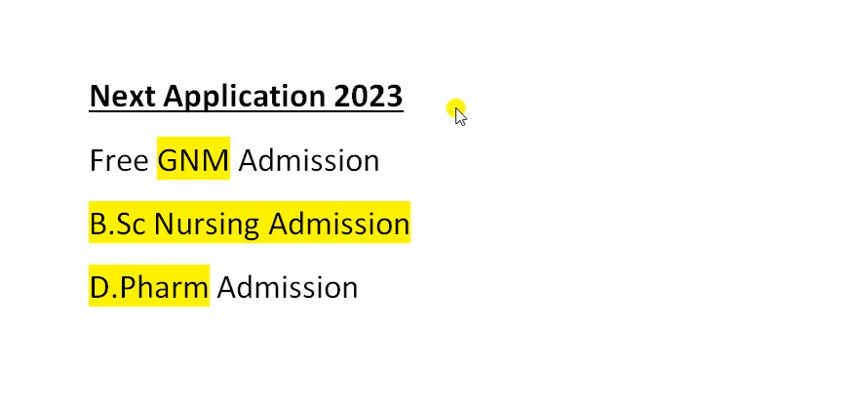 Next Application 2023
Free GNM Admission
B.Sc Nursing Admission
D.Pharm Admission